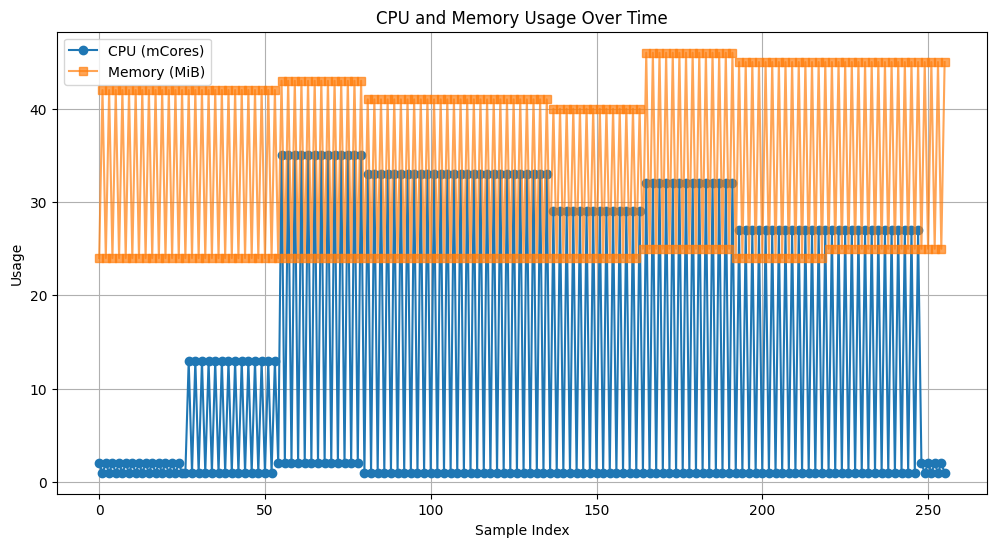 CPU and Memory Usage Over Time
CPU (mCores)
Memory (MiB)
Usage
40
30
20
10
0
0 50 100 150 200 250
Sample Index